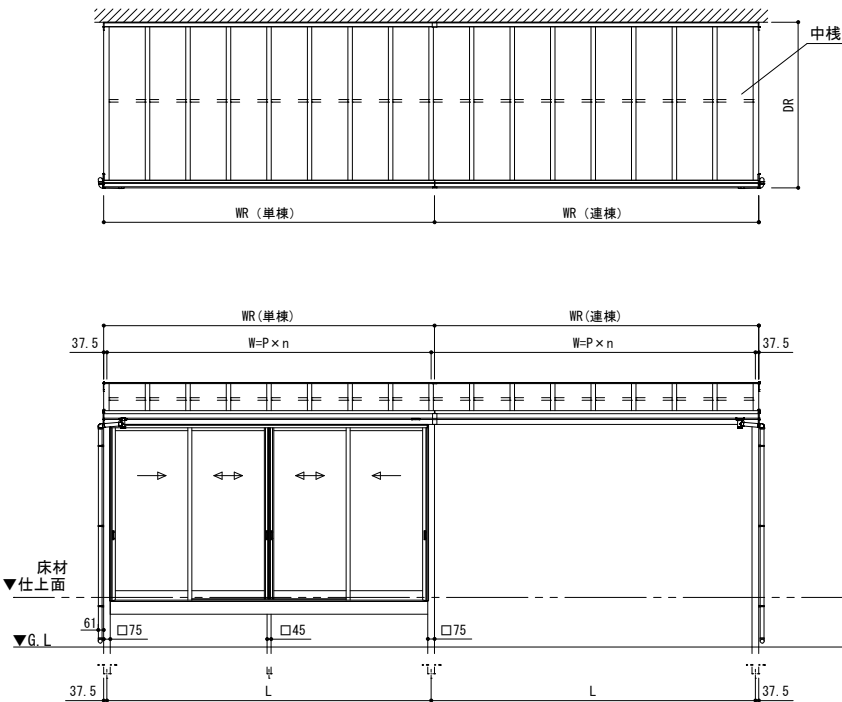 中桟
DR
WR (単棟)
WR (連棟)
WR(単棟)
WR(連棟)
37.5
W=P×n
W=P×n
37.5
床材
▼仕上面
61
□75
□45
□75
▼G.L
37.5
L
L
37.5